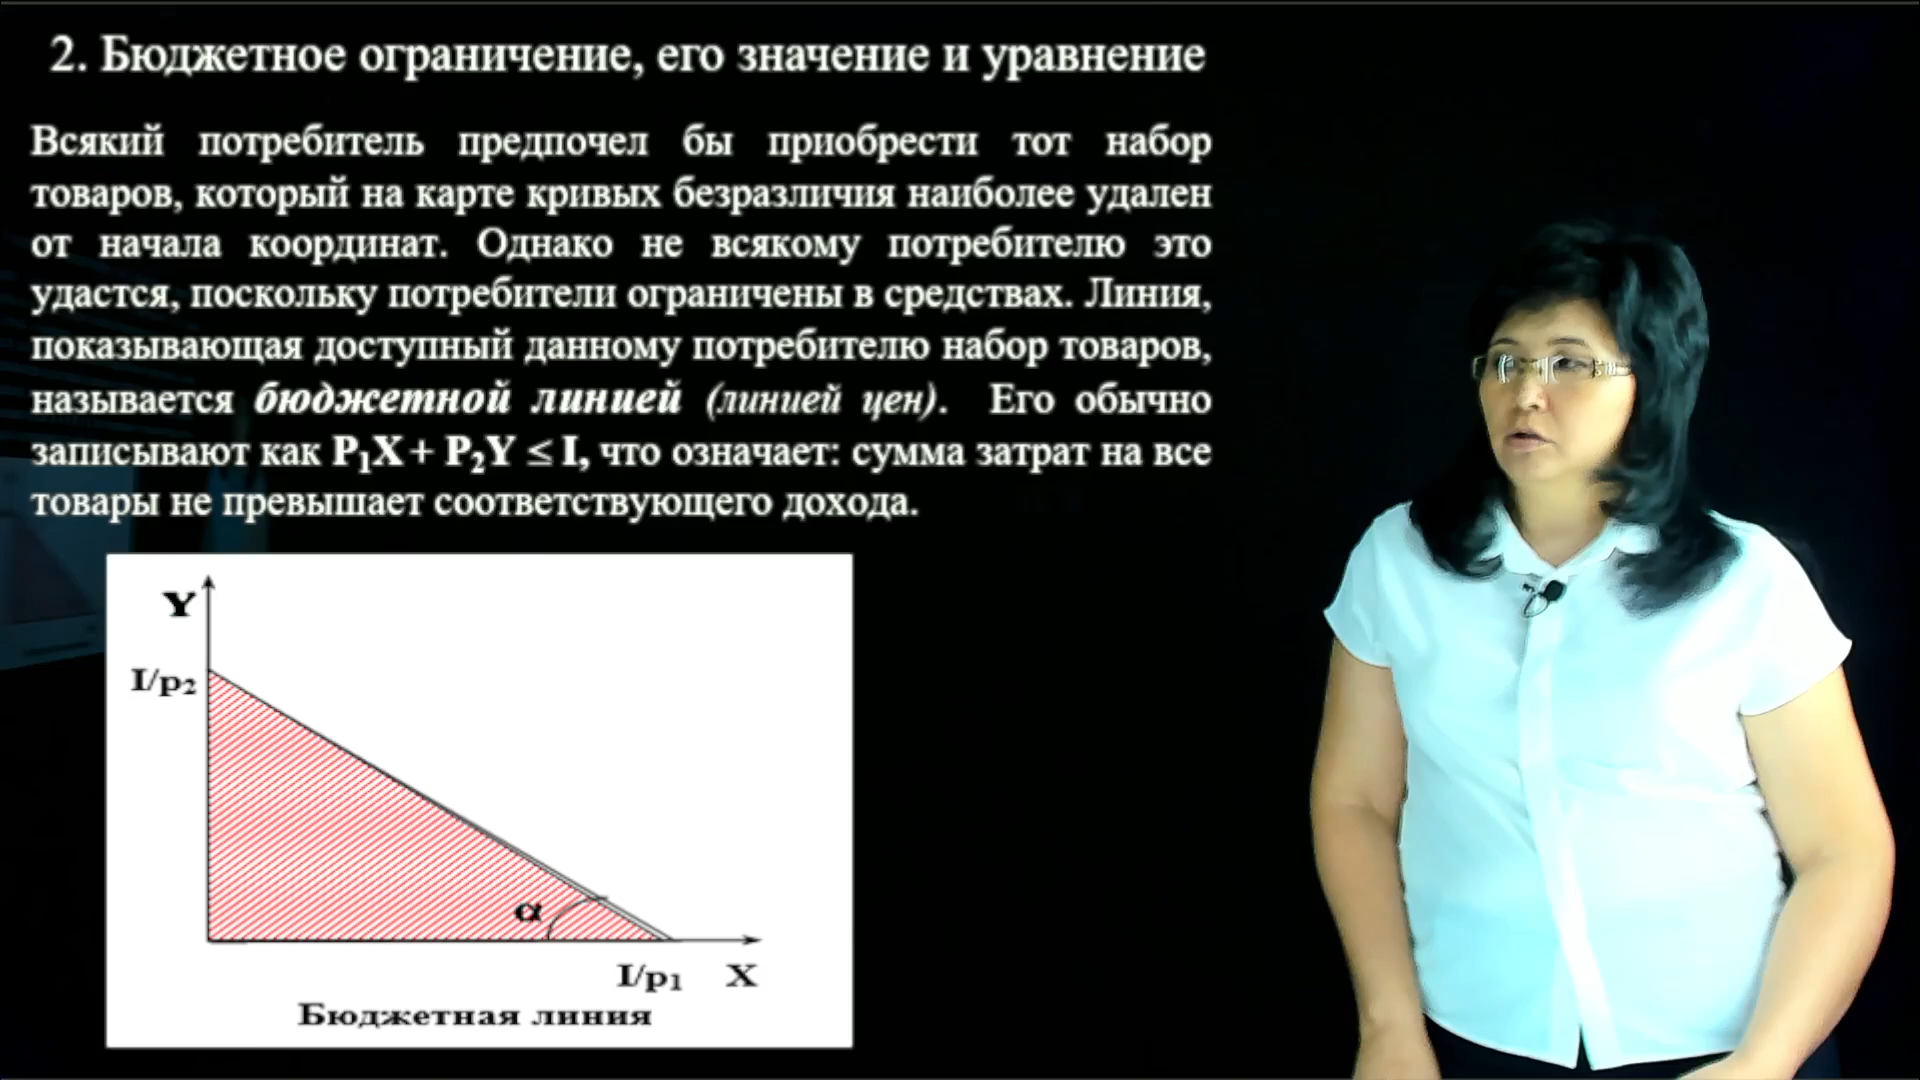 2. Бюджетное ограничение, его значение и уравнение
Всякий потребитель предпочел бы приобрести тот набор
товаров, который на карте кривых безразличия наиболее удален
от начала координат. Однако не всякому потребителю это
удастся, поскольку потребители ограничены в средствах. Линия,
показывающая доступный данному потребителю набор товаров,
называется бюджетной линией (линией цен). Его обычно
записывают как P₁X + P₂Y ≤ I, что означает: сумма затрат на все
товары не превышает соответствующего дохода.
Y
I/p₂
α
I/p₁ X
Бюджетная линия